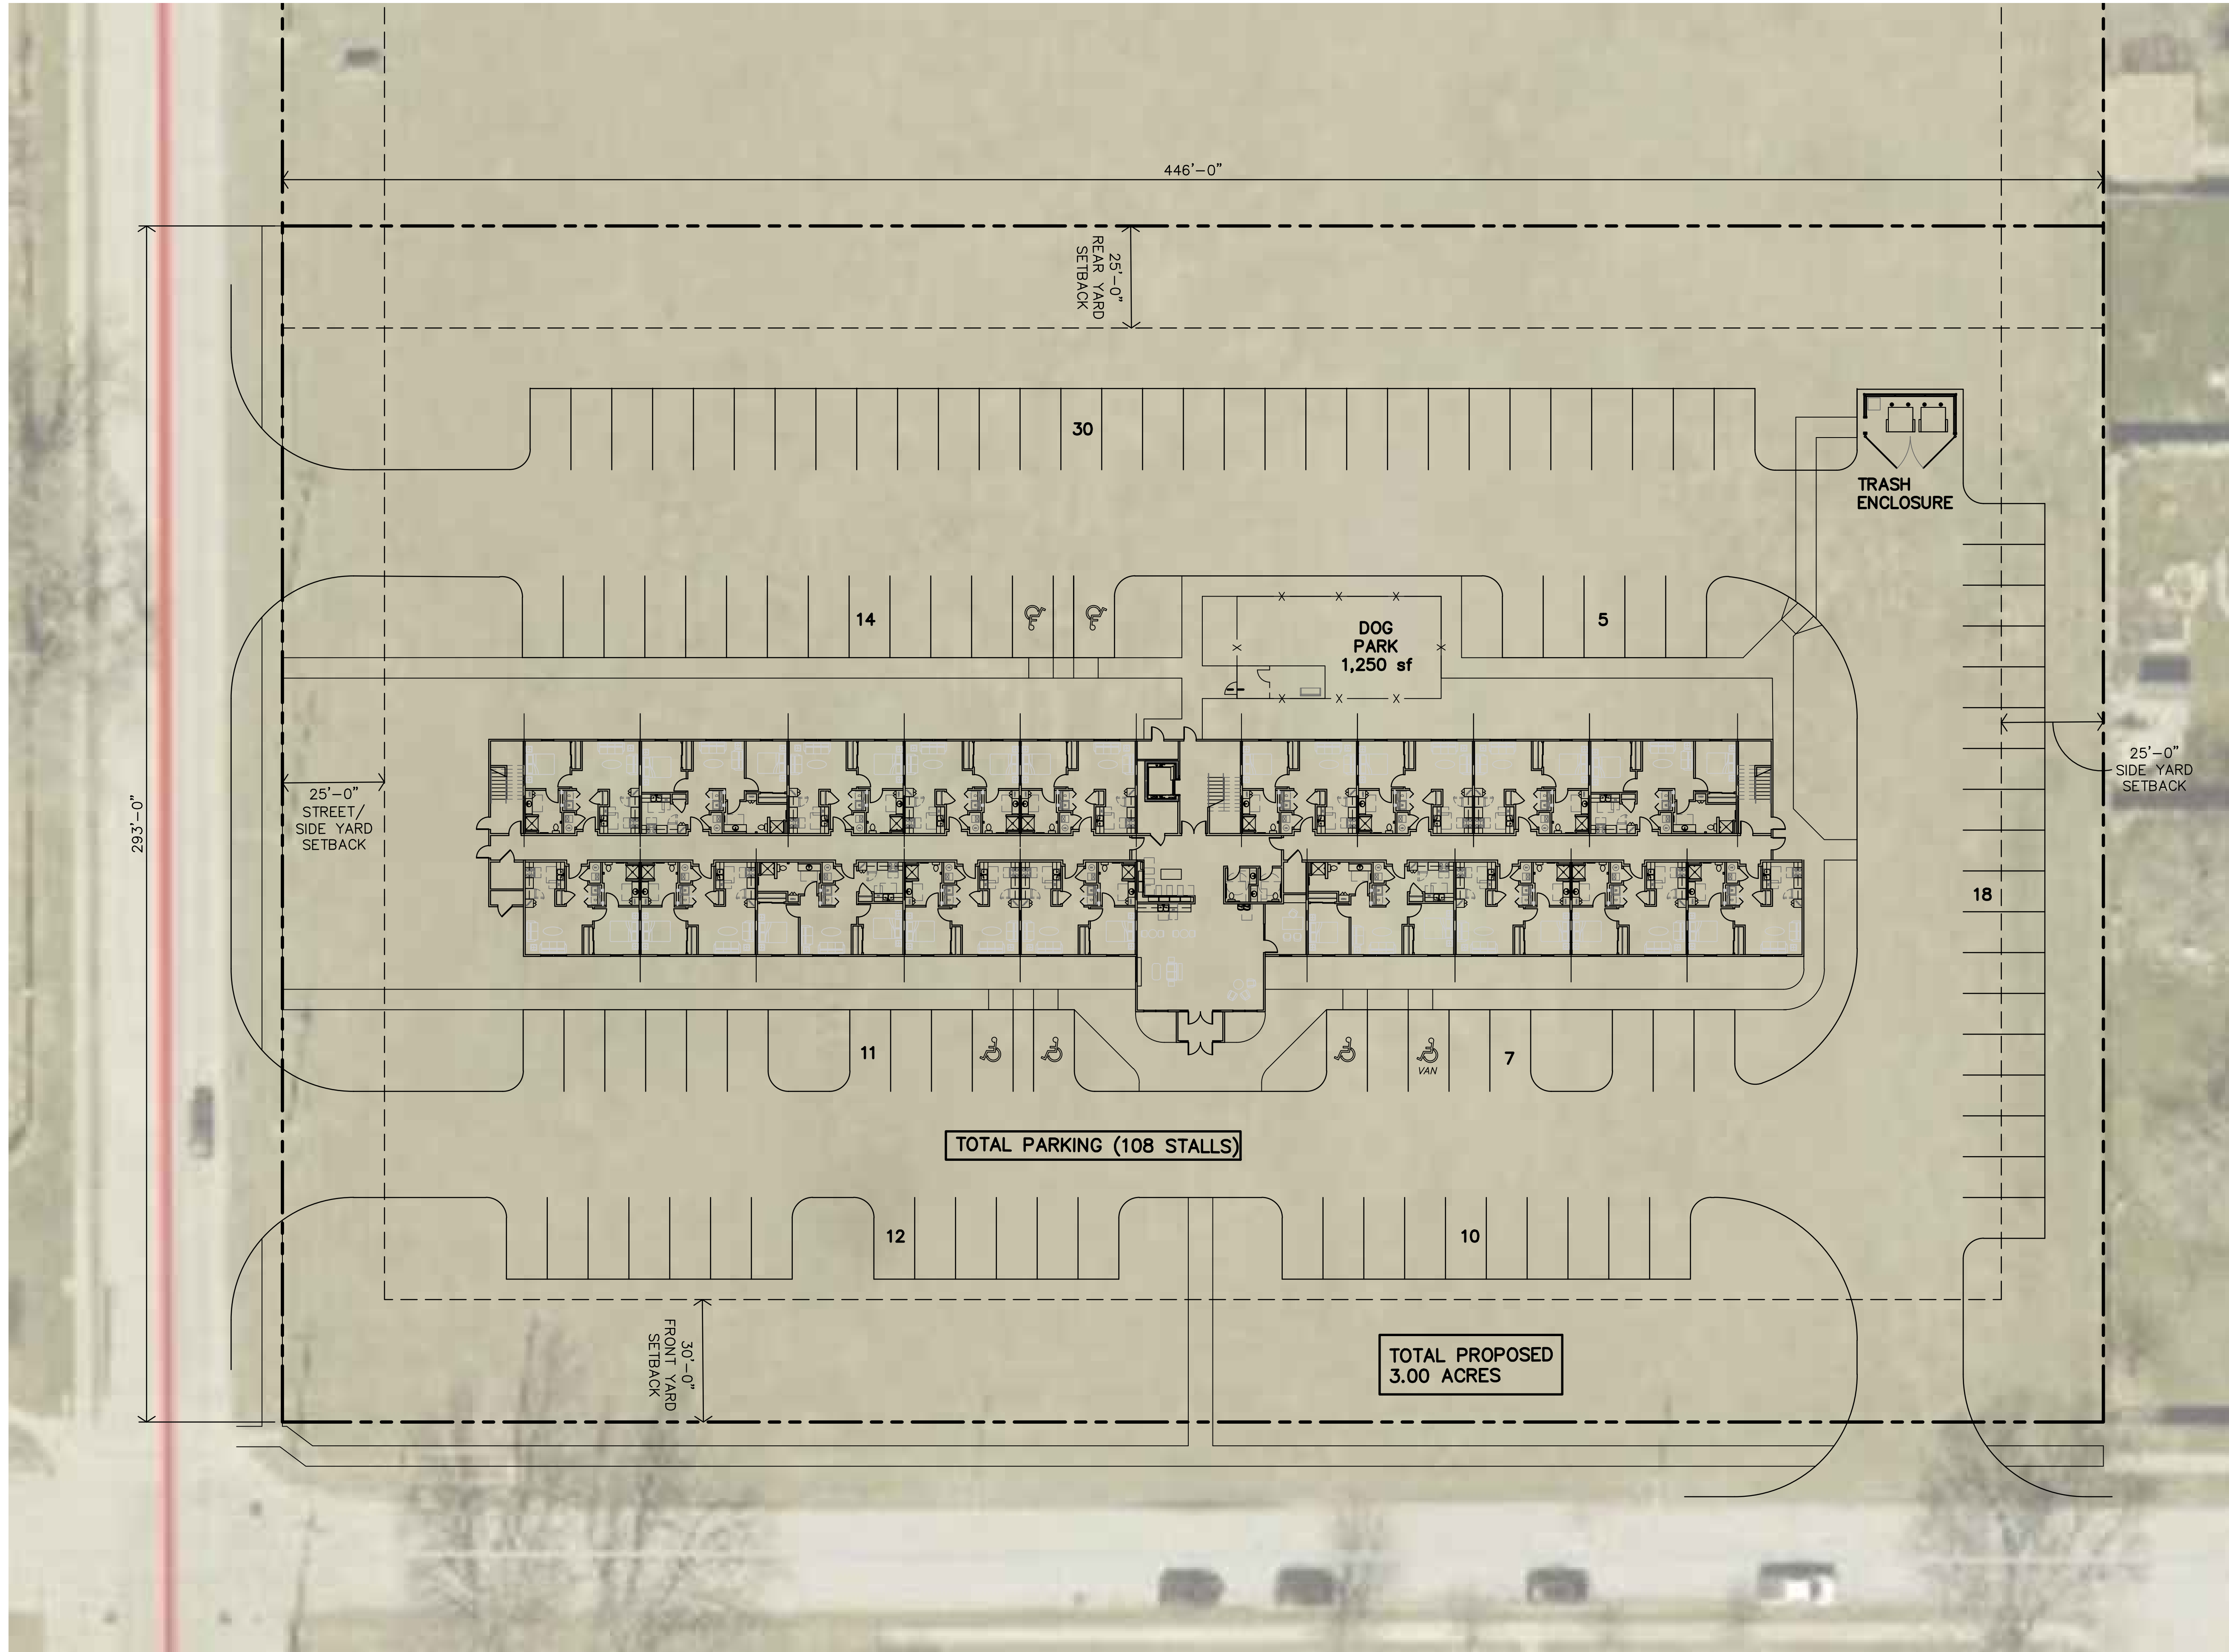 446'-0"
25'-0"
REAR YARD
SETBACK
30
TRASH
ENCLOSURE
14
DOG
PARK
1,250 sf
5
293'-0"
25'-0"
STREET/
SIDE YARD
SETBACK
25'-0"
SIDE YARD
SETBACK
18
11
VAN
7
TOTAL PARKING (108 STALLS)
12
10
30'-0"
FRONT YARD
SETBACK
TOTAL PROPOSED
3.00 ACRES